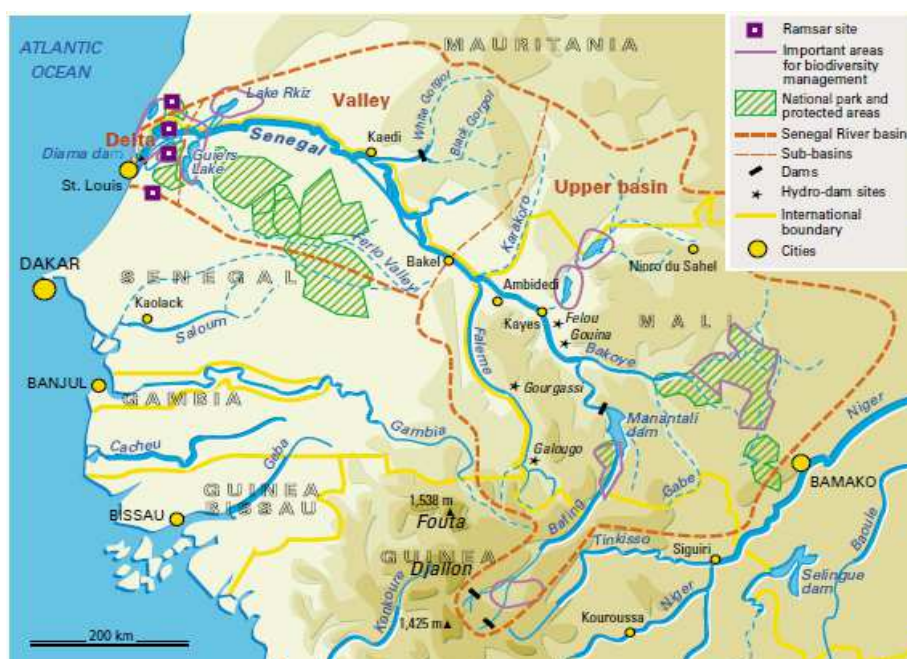 ATLANTIC
OCEAN
MAURITANIA
Lake Rkiz
Valley
White Gorgol
Black Gorgol
Delta
Senegal
Kaedi
Diama dam
Guiers
Lake
St. Louis
Upper basin
Karakoro
Ferlo Valley
Bakel
Nioro du Sahel
DAKAR
SENEGAL
Ambidedi
Kaolack
Kayes
Felou
Gouina
MALI
Saloum
Faleme
Bakoye
BANJUL
Gourgassi
GAMBIA
Manantali
dam
Niger
Cacheu
Geba
Gambia
Galougo
Gabe
BAMAKO
GUINEA
BISSAU
BISSAU
1,538 m
Fouta
Bafing
Baoule
GUINEA
Tinkisso
Siguiri
Djallon
Selingue
dam
Konkoure
Niger
Kouroussa
1,425 m
200 km
Ramsar site
Important areas
for biodiversity
management
National park and
protected areas
Senegal River basin
Sub-basins
Dams
Hydro-dam sites
International
boundary
Cities